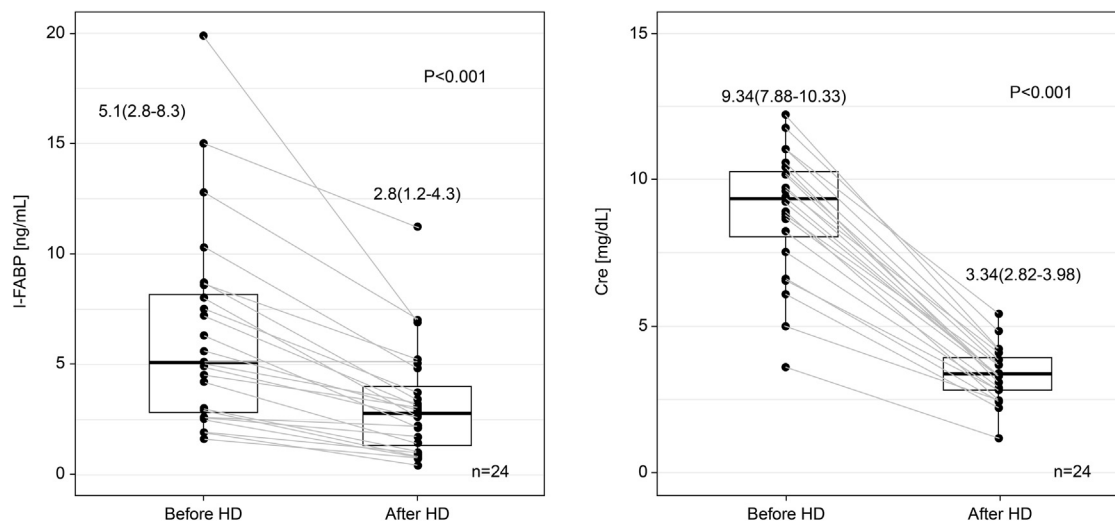 20
15
10
5
0
I-FABP [ng/mL]
5.1(2.8-8.3)
P<0.001
2.8(1.2-4.3)
n=24
Before HD
After HD
15
10
5
0
Cre [mg/dL]
9.34(7.88-10.33)
P<0.001
3.34(2.82-3.98)
n=24
Before HD
After HD